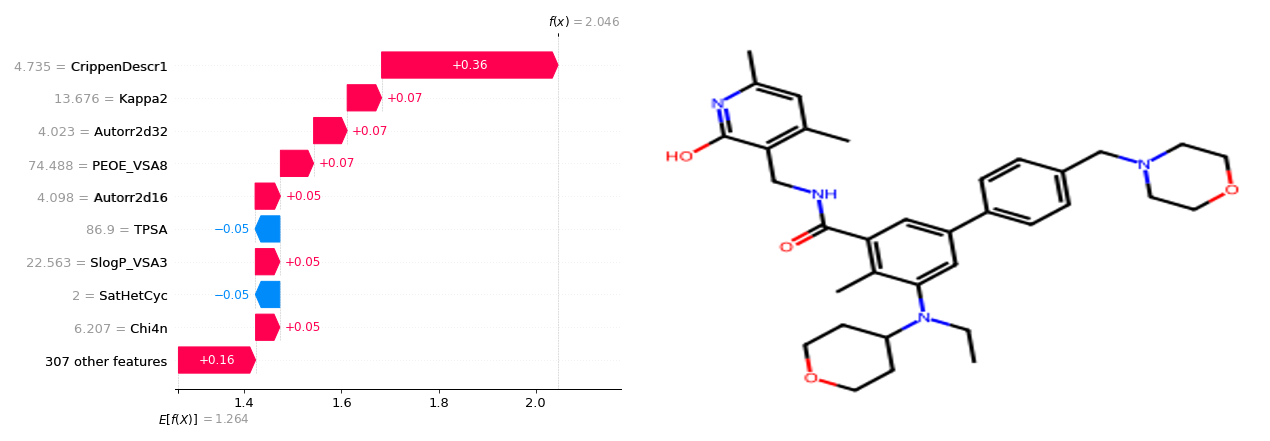 f(x) = 2.046
4.735 = CrippenDescr1
+0.36
13.676 = Kappa2
+0.07
4.023 = Autorr2d32
+0.07
74.488 = PEOE_VSA8
+0.07
4.098 = Autorr2d16
+0.05
86.9 = TPSA
−0.05
22.563 = SlogP_VSA3
+0.05
2 = SatHetCyc
−0.05
6.207 = Chi4n
+0.05
307 other features
+0.16
1.4 1.6 1.8 2.0
E[f(X)] = 1.264
N
HO
NH
O
N
O
N
O